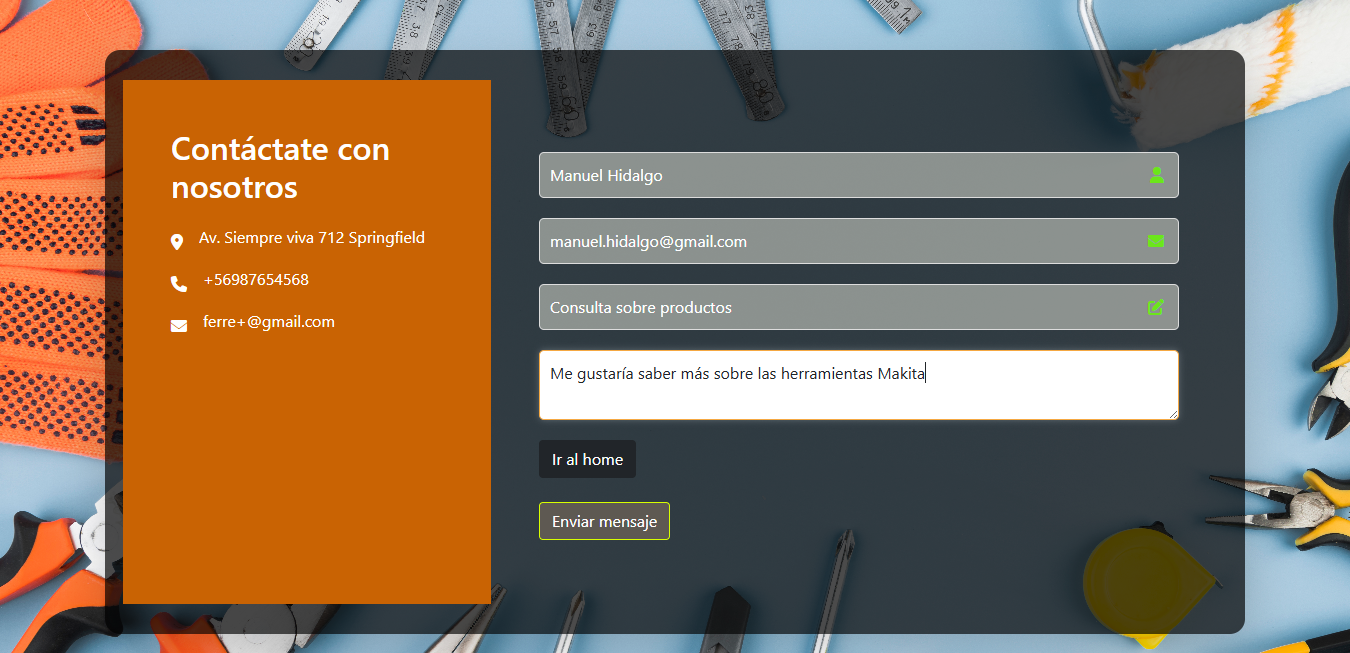 Contáctate con
nosotros
Av. Siempre viva 712 Springfield
+56987654568
ferre+@gmail.com
Manuel Hidalgo
manuel.hidalgo@gmail.com
Consulta sobre productos
Me gustaría saber más sobre las herramientas Makita
Ir al home
Enviar mensaje